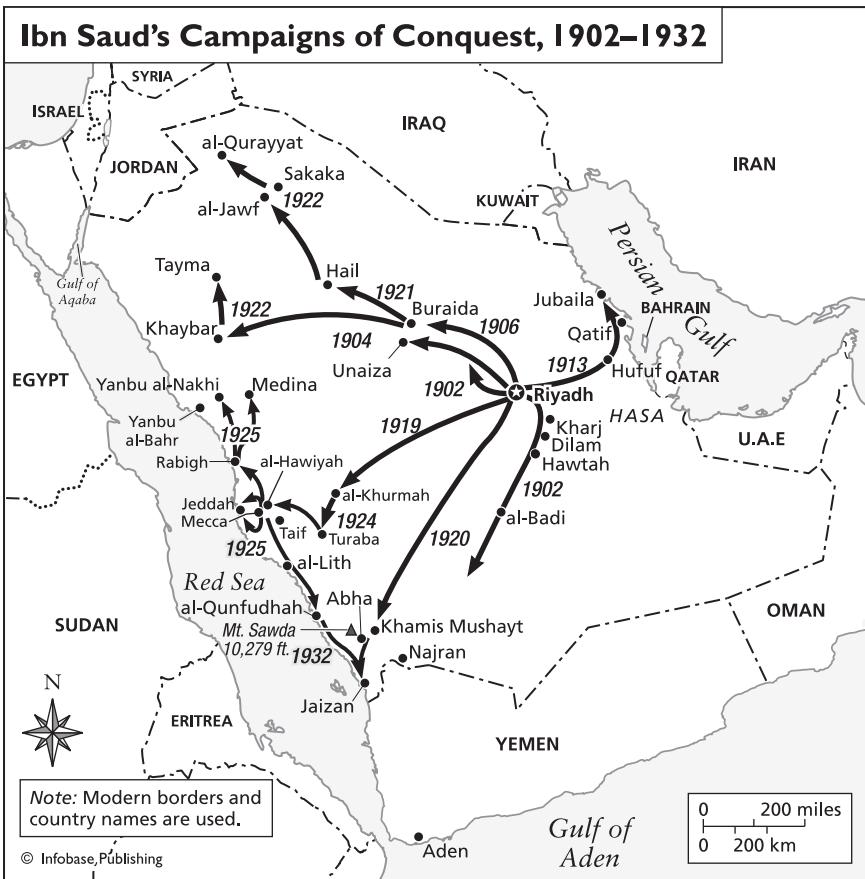 Ibn Saud's Campaigns of Conquest, 1902–1932
SYRIA
ISRAEL
IRAQ
al-Qurayyat
JORDAN
IRAN
Sakaka
1922
al-Jawf
KUWAIT
Persian
Gulf
Gulf of
Aqaba
Tayma
Hail
1921
Jubaila
BAHRAIN
1922
Buraida
1906
Qatif
Khaybar
1904
Unaiza
1913
Hufuf
QATAR
EGYPT
Yanbu al-Nakhi
Medina
1902
Riyadh
HASA
Yanbu
al-Bahr
1925
1919
Kharj
Dilam
Hawtah
U.A.E
Rabigh
al-Hawiyah
1902
al-Khurmah
Jeddah
Mecca
1924
al-Badi
Taif
Turaba
1925
1920
al-Lith
Red Sea
Abha
al-Qunfudhah
OMAN
SUDAN
Mt. Sawda
10,279 ft.
Khamis Mushayt
1932
Najran
N
Jaizan
ERITREA
YEMEN
Note: Modern borders and
country names are used.
0 200 miles
0 200 km
Gulf of
Aden
Aden
© Infobase Publishing